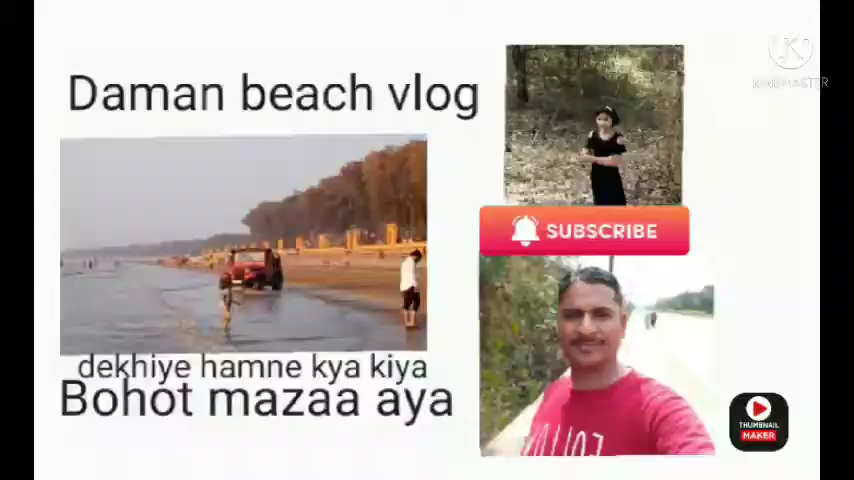 Daman beach vlog
KINEMASTER
SUBSCRIBE
dekhiye hamne kya kiya
Bohot mazaa aya
THUMBNAIL
MAKER